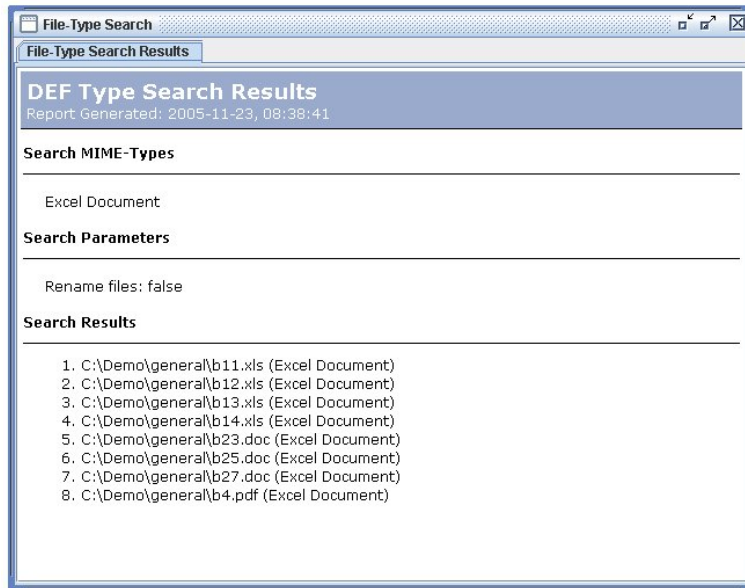 File-Type Search
File-Type Search Results
DEF Type Search Results
Report Generated: 2005-11-23, 08:38:41
Search MIME-Types
Excel Document
Search Parameters
Rename files: false
Search Results
1. C:\Demo\general\b11.xls (Excel Document)
2. C:\Demo\general\b12.xls (Excel Document)
3. C:\Demo\general\b13.xls (Excel Document)
4. C:\Demo\general\b14.xls (Excel Document)
5. C:\Demo\general\b23.doc (Excel Document)
6. C:\Demo\general\b25.doc (Excel Document)
7. C:\Demo\general\b27.doc (Excel Document)
8. C:\Demo\general\b4.pdf (Excel Document)